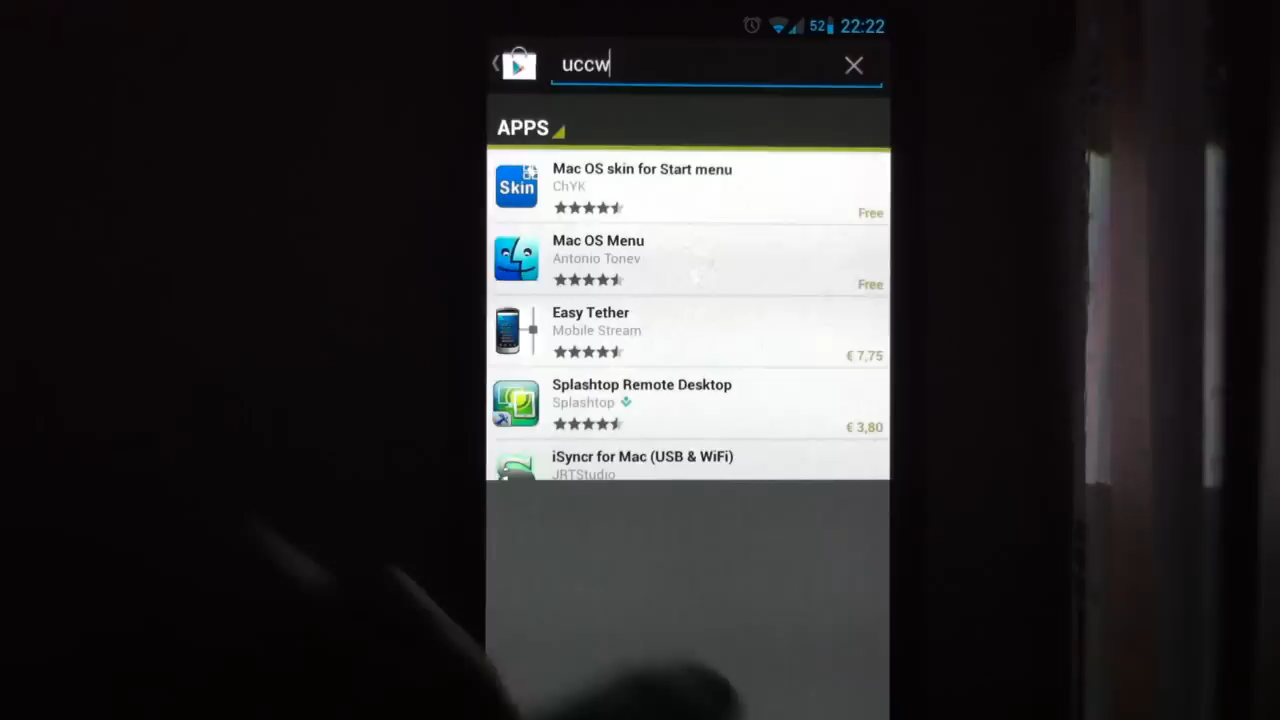 52 22:22
uccw
APPS
Skin
Mac OS skin for Start menu
ChYK
Free
Mac OS Menu
Antonio Tonev
Free
Easy Tether
Mobile Stream
€ 7,75
Splashtop Remote Desktop
Splashtop
€ 3,80
iSyncr for Mac (USB & WiFi)
JRTStudio